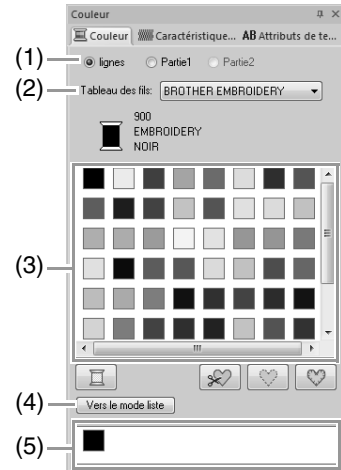 Couleur
Couleur Caractéristique... AB Attributs de te...
(1) lignes Partie1 Partie2
(2) Tableau des fils: BROTHER EMBROIDERY
900
EMBROIDERY
NOIR
(3)
(4) Vers le mode liste
(5)